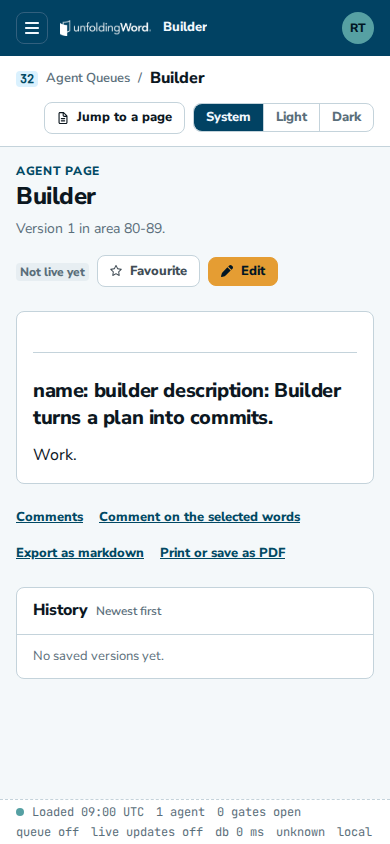 unfoldingWord. Builder RT
32 Agent Queues / Builder
Jump to a page System Light Dark
AGENT PAGE
Builder
Version 1 in area 80-89.
Not live yet Favourite Edit
name: builder description: Builder
turns a plan into commits.
Work.
Comments Comment on the selected words
Export as markdown Print or save as PDF
History Newest first
No saved versions yet.
Loaded 09:00 UTC 1 agent 0 gates open
queue off live updates off db 0 ms unknown local